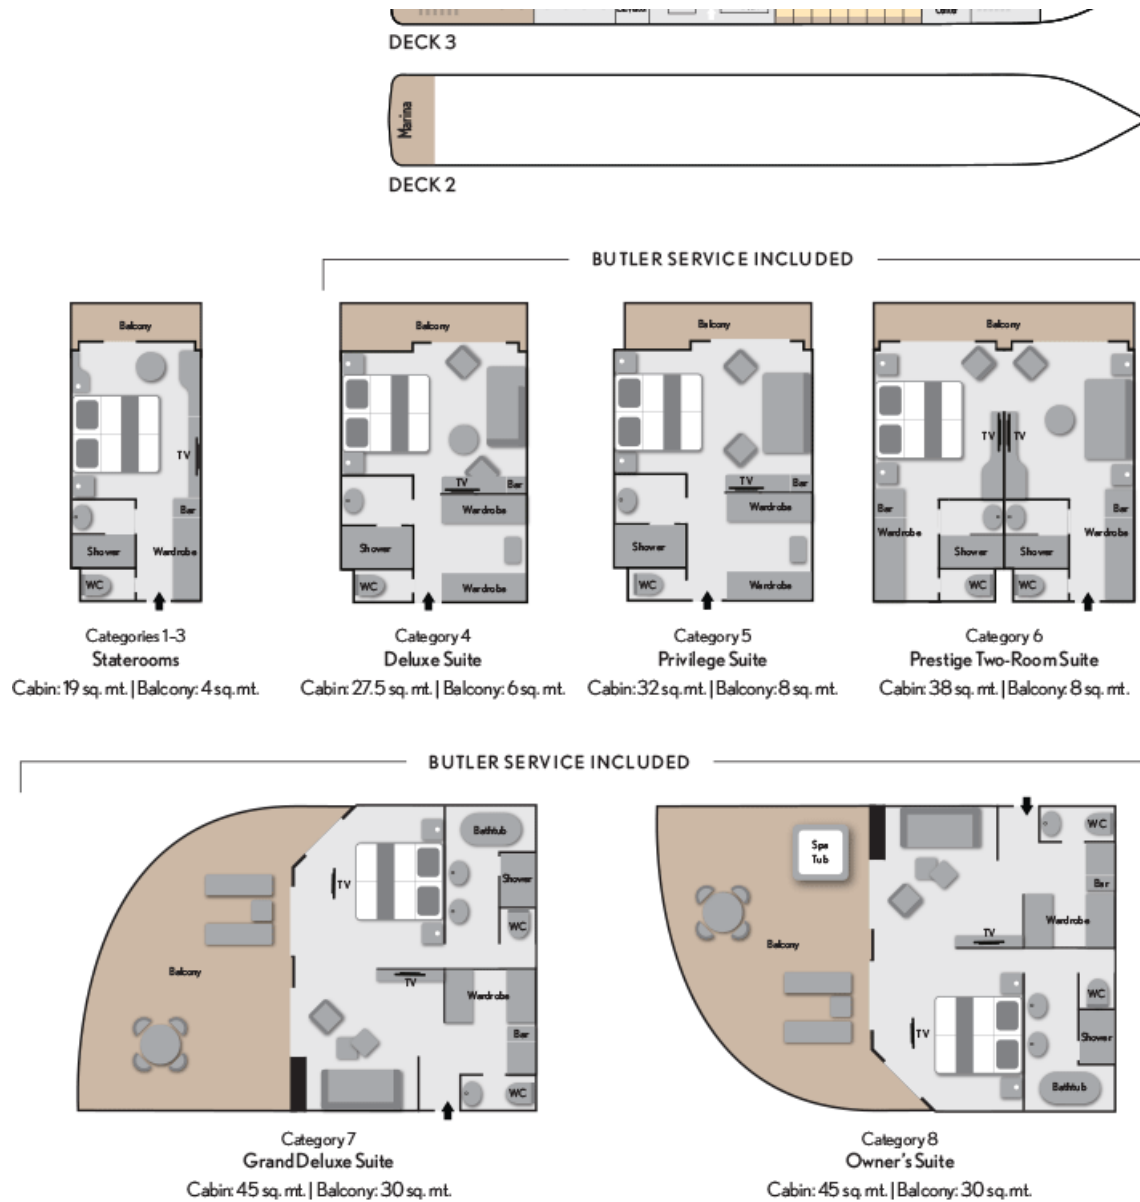 DECK 3
Marina
DECK 2
BUTLER SERVICE INCLUDED
Balcony
TV
Bar
Shower
Wardrobe
WC
Categories 1-3
Staterooms
Cabin: 19 sq. mt. | Balcony: 4 sq. mt.
Balcony
TV
Bar
Wardrobe
Shower
WC
Wardrobe
Category 4
Deluxe Suite
Cabin: 27.5 sq. mt. | Balcony: 6 sq. mt.
Balcony
TV
Bar
Wardrobe
Shower
WC
Wardrobe
Category 5
Privilege Suite
Cabin: 32 sq. mt. | Balcony: 8 sq. mt.
Balcony
TV TV
Bar
Bar
Wardrobe
Wardrobe
Shower
Shower
WC
WC
Category 6
Prestige Two-Room Suite
Cabin: 38 sq. mt. | Balcony: 8 sq. mt.
BUTLER SERVICE INCLUDED
Bathtub
TV
Shower
WC
Balcony
TV
Wardrobe
Bar
WC
Category 7
Grand Deluxe Suite
Cabin: 45 sq. mt. | Balcony: 30 sq. mt.
Spa
Tub
WC
Bar
Wardrobe
TV
Balcony
WC
TV
Shower
Bathtub
Category 8
Owner's Suite
Cabin: 45 sq. mt. | Balcony: 30 sq. mt.